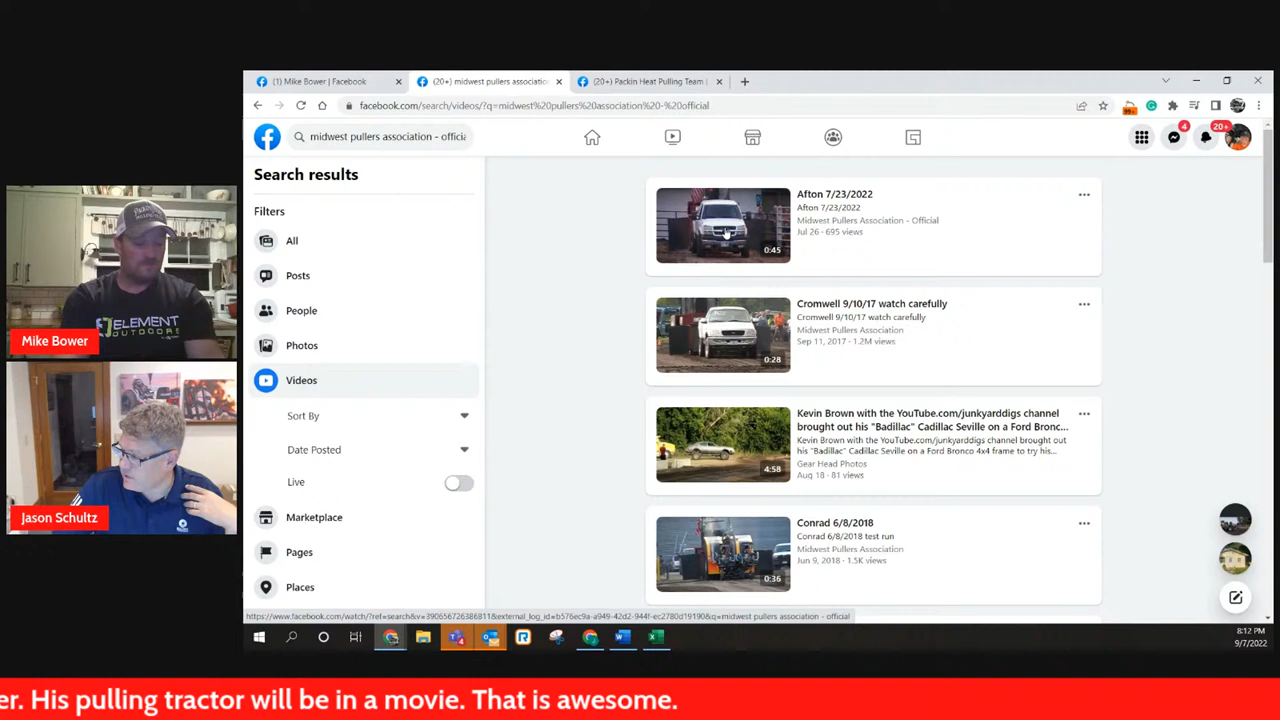 (1) Mike Bower | Facebook
(20+) midwest pullers associatio
(20+) Packin Heat Pulling Team |
facebook.com/search/videos/?q=midwest%20pullers%20association%20-%20official
99+
midwest pullers association - officia
4
20+
Search results
Filters
All
Posts
People
Photos
Videos
Sort By
Date Posted
Live
Marketplace
Pages
Places
Afton 7/23/2022
Afton 7/23/2022
Midwest Pullers Association - Official
Jul 26 · 695 views
0:45
Cromwell 9/10/17 watch carefully
Cromwell 9/10/17 watch carefully
Midwest Pullers Association
Sep 11, 2017 · 1.2M views
0:28
Kevin Brown with the YouTube.com/junkyarddigs channel
brought out his "Badillac" Cadillac Seville on a Ford Bronc...
Kevin Brown with the YouTube.com/junkyarddigs channel brought out
his "Badillac" Cadillac Seville on a Ford Bronco 4x4 frame to try his...
Gear Head Photos
Aug 18 · 81 views
4:58
Conrad 6/8/2018
Conrad 6/8/2018 test run
Midwest Pullers Association
Jun 9, 2018 · 1.5K views
0:36
ELEMENT
OUTDOORS
Mike Bower
Jason Schultz
8:12 PM
9/7/2022
er. His pulling tractor will be in a movie. That is awesome.